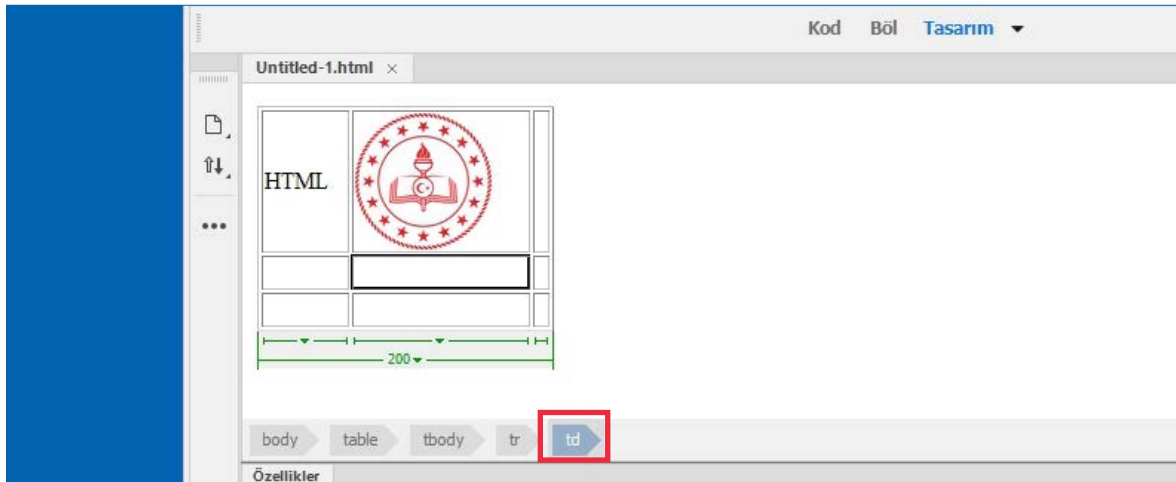 Kod Böl Tasarım
Untitled-1.html ×
HTML
200
body table tbody tr td
Özellikler